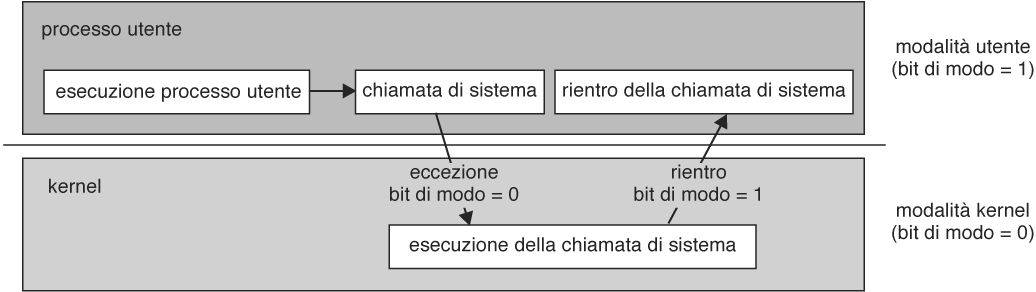 processo utente
esecuzione processo utente
chiamata di sistema
rientro della chiamata di sistema
modalità utente
(bit di modo = 1)
kernel
eccezione
bit di modo = 0
rientro
bit di modo = 1
esecuzione della chiamata di sistema
modalità kernel
(bit di modo = 0)